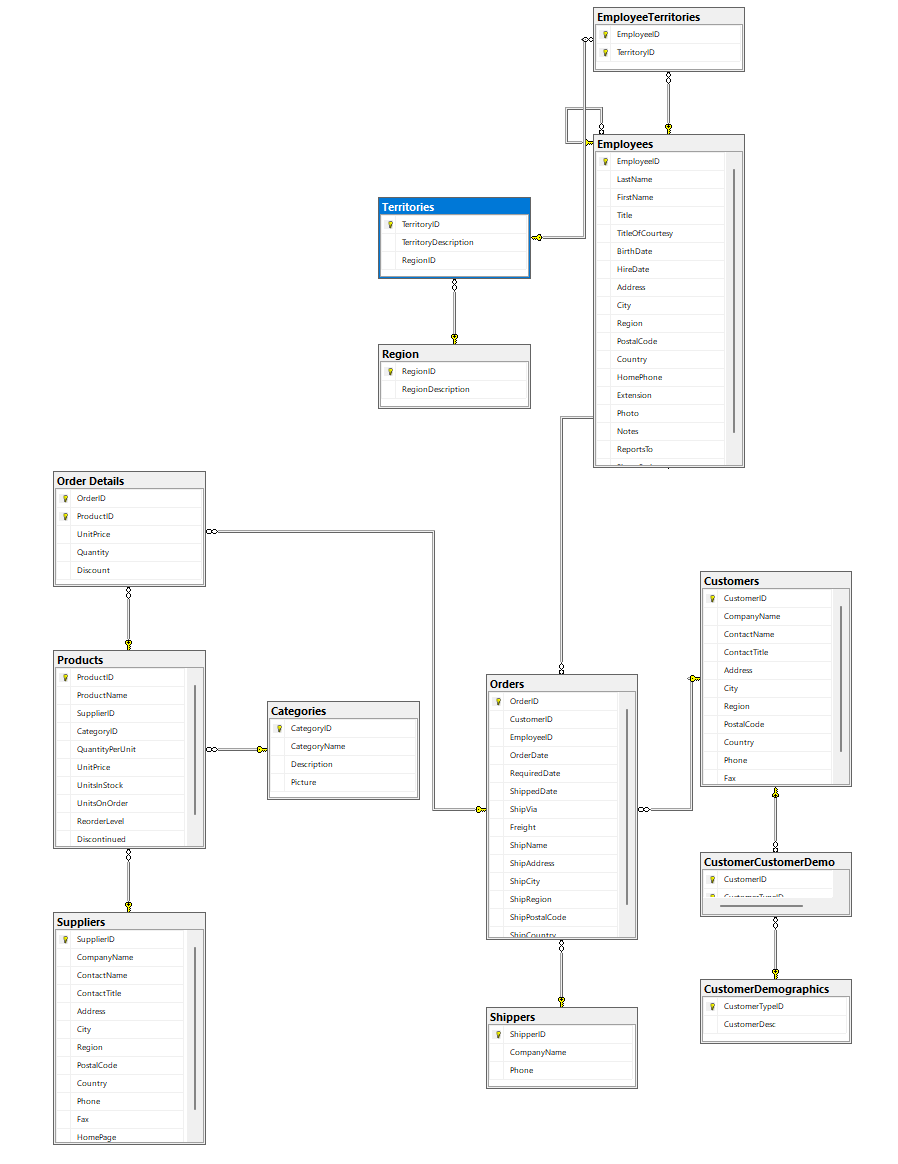 EmployeeTerritories
EmployeeID
TerritoryID
Employees
EmployeeID
LastName
FirstName
Title
TitleOfCourtesy
BirthDate
HireDate
Address
City
Region
PostalCode
Country
HomePhone
Extension
Photo
Notes
ReportsTo
Territories
TerritoryID
TerritoryDescription
RegionID
Region
RegionID
RegionDescription
Order Details
OrderID
ProductID
UnitPrice
Quantity
Discount
Products
ProductID
ProductName
SupplierID
CategoryID
QuantityPerUnit
UnitPrice
UnitsInStock
UnitsOnOrder
ReorderLevel
Discontinued
Categories
CategoryID
CategoryName
Description
Picture
Suppliers
SupplierID
CompanyName
ContactName
ContactTitle
Address
City
Region
PostalCode
Country
Phone
Fax
HomePage
Orders
OrderID
CustomerID
EmployeeID
OrderDate
RequiredDate
ShippedDate
ShipVia
Freight
ShipName
ShipAddress
ShipCity
ShipRegion
ShipPostalCode
ShipCountry
Shippers
ShipperID
CompanyName
Phone
Customers
CustomerID
CompanyName
ContactName
ContactTitle
Address
City
Region
PostalCode
Country
Phone
Fax
CustomerCustomerDemo
CustomerID
CustomerTypeID
CustomerDemographics
CustomerTypeID
CustomerDesc